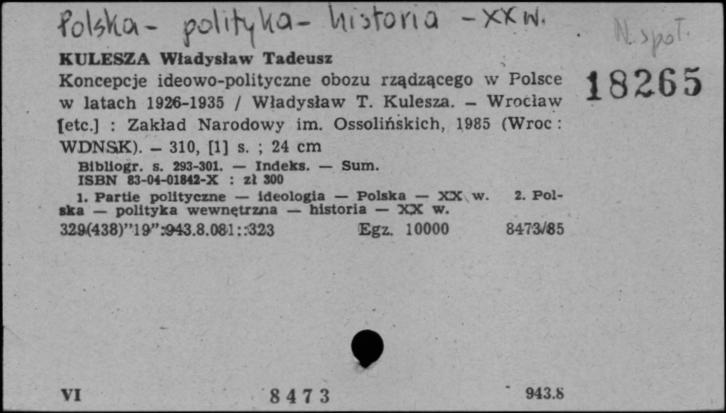 Polska - polityka - historia - XX w.
N. społ.
KULESZA Władysław Tadeusz
18265
Koncepcje ideowo-polityczne obozu rządzącego w Polsce
w latach 1926-1935 / Władysław T. Kulesza. — Wrocław
[etc.] : Zakład Narodowy im. Ossolińskich, 1985 (Wroc :
WDNSK). — 310, [1] s. ; 24 cm
Bibliogr. s. 293-301. — Indeks. — Sum.
ISBN 83-04-01842-X : zł 300
1. Partie polityczne — ideologia — Polska — XX w. 2. Pol-
ska — polityka wewnętrzna — historia — XX w.
329(438)"19":943.8.081::323 Egz. 10000 8473/85
VI 8473 943.8